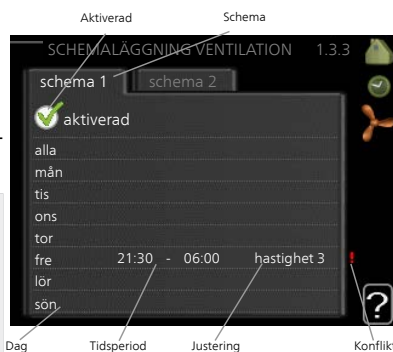 Aktiverad Schema
SCHEMALÄGGNING VENTILATION 1.3.3
schema 1 schema 2
aktiverad
alla
mån
tis
ons
tor
fre 21:30 - 06:00 hastighet 3 !
lör
sön
?
Dag Tidsperiod Justering Konflikt